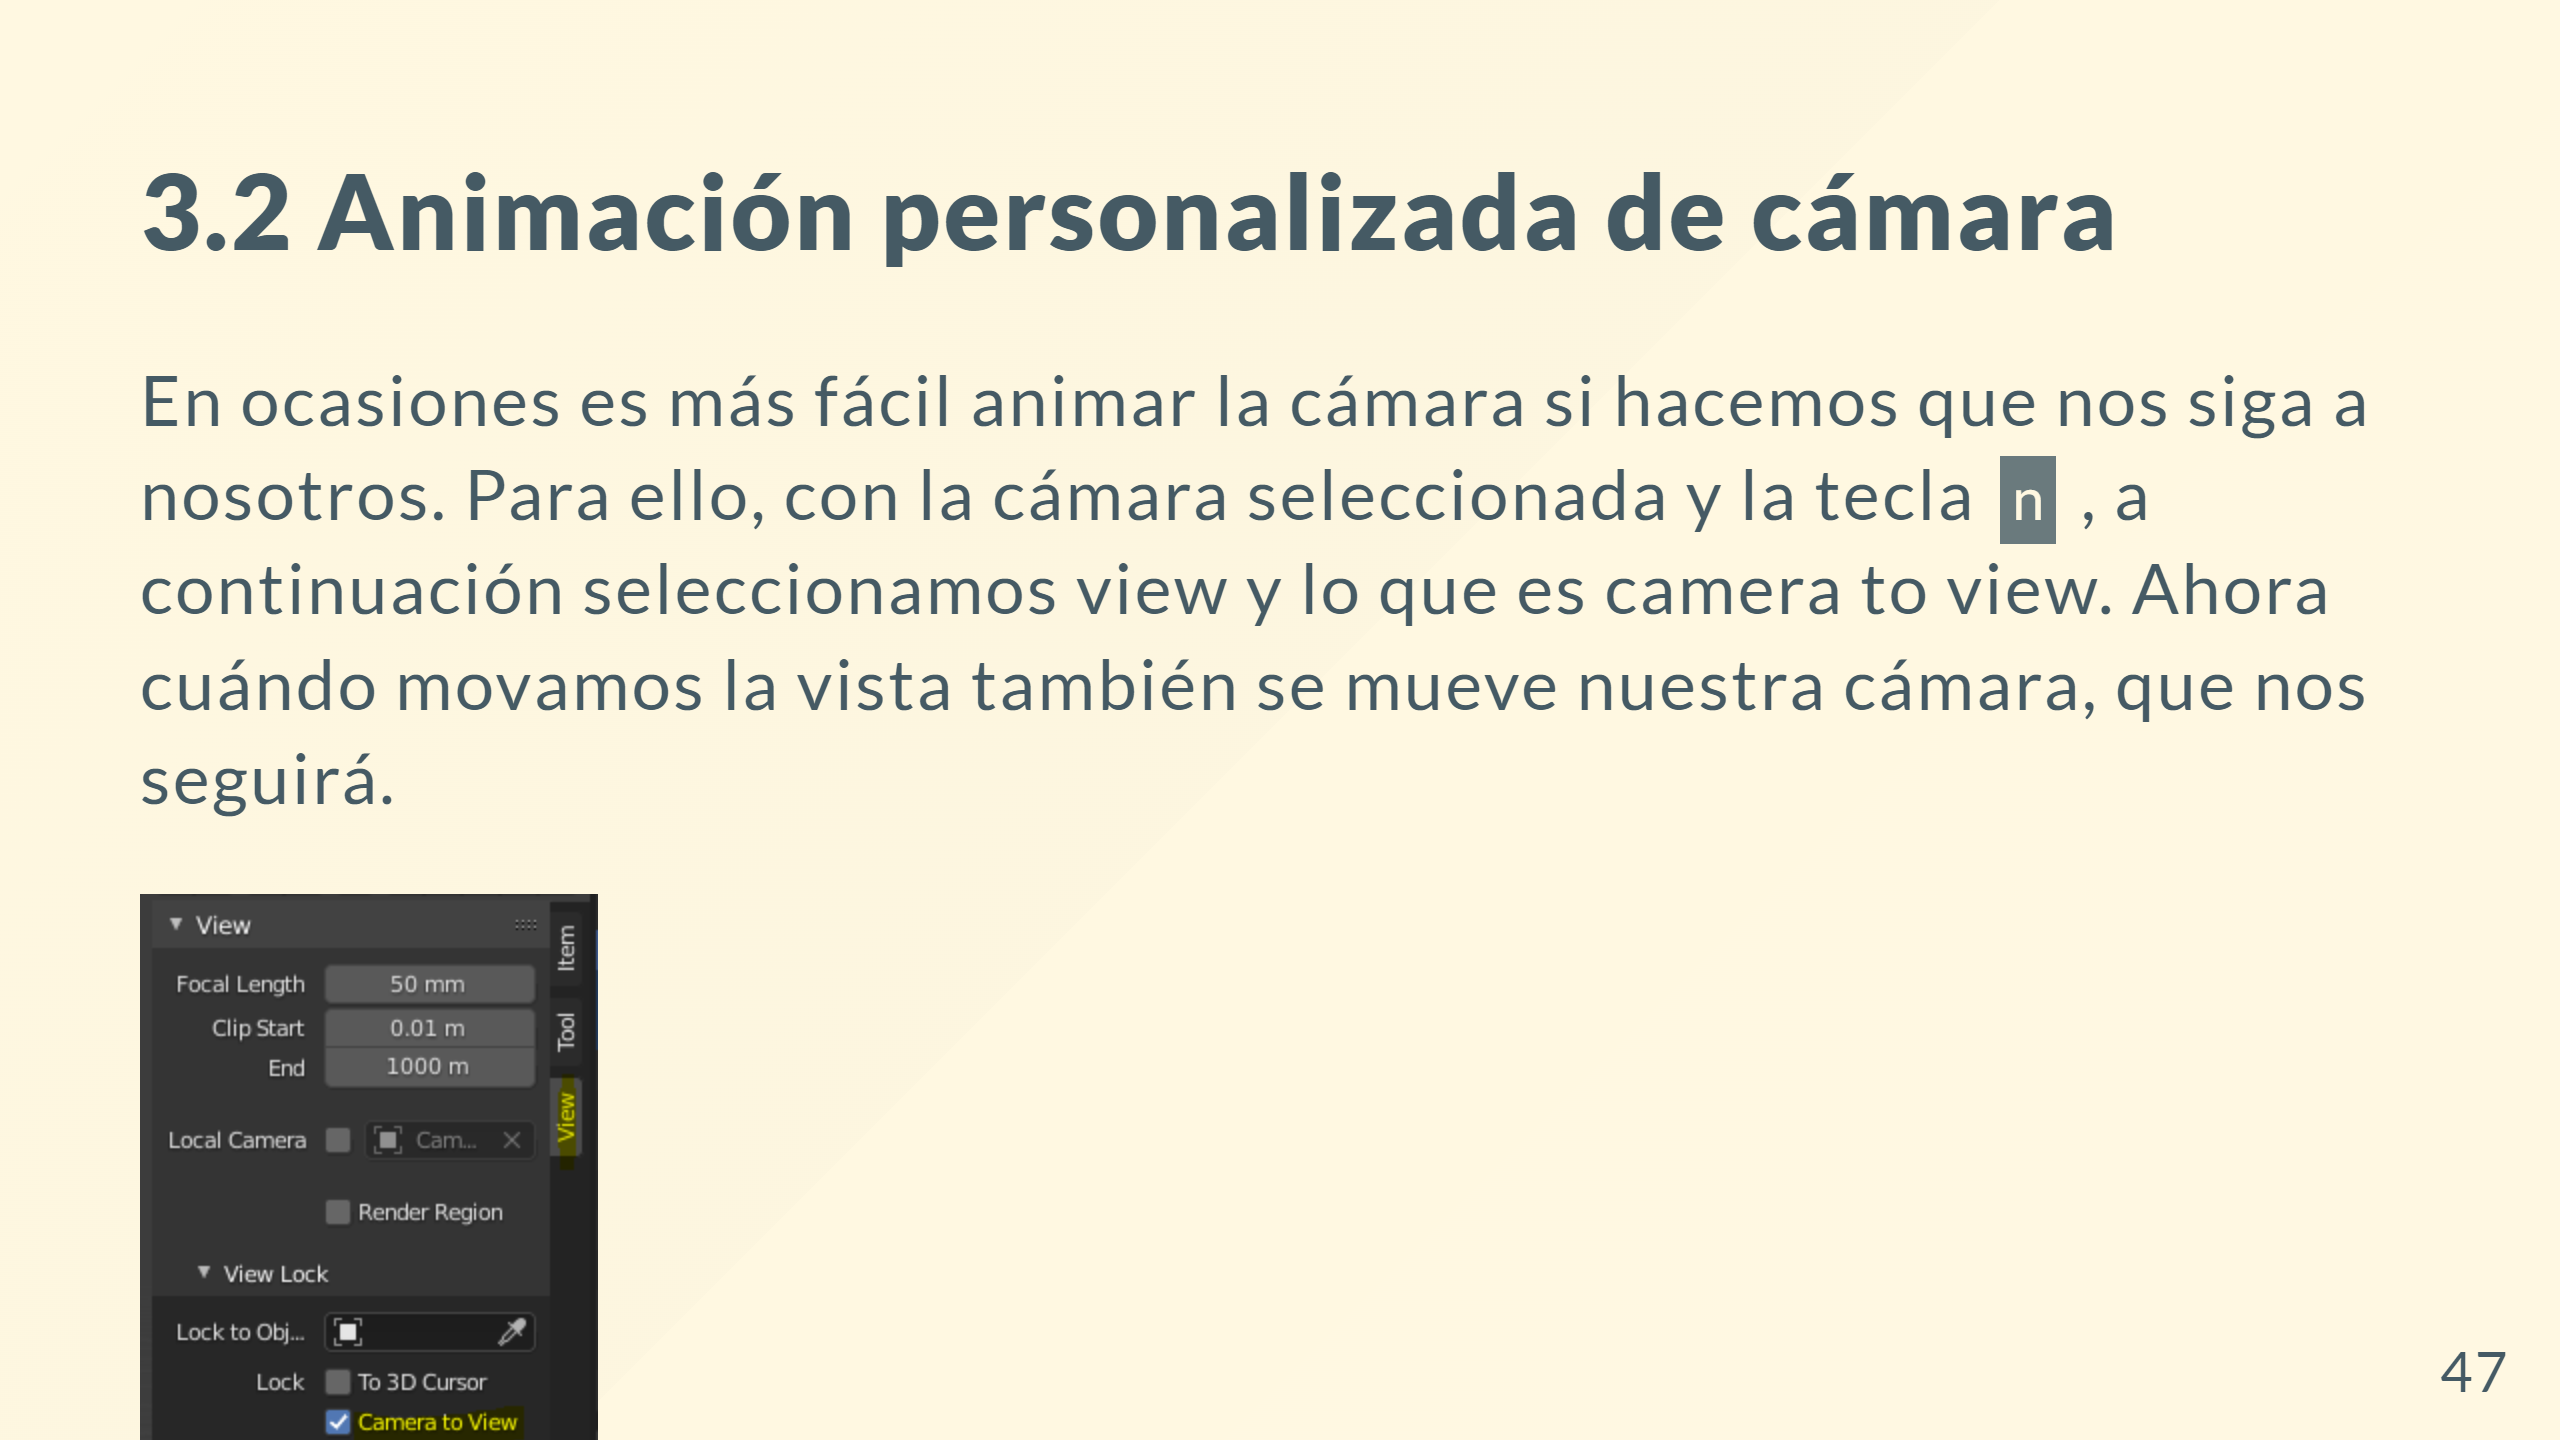 3.2 Animación personalizada de cámara
En ocasiones es más fácil animar la cámara si hacemos que nos siga a
nosotros. Para ello, con la cámara seleccionada y la tecla n , a
continuación seleccionamos view y lo que es camera to view. Ahora
cuándo movamos la vista también se mueve nuestra cámara, que nos
seguirá.
View
Focal Length 50 mm
Clip Start 0.01 m
End 1000 m
Local Camera Cam...
Render Region
View Lock
Lock to Obj...
Lock To 3D Cursor
Camera to View
Item
Tool
View
47